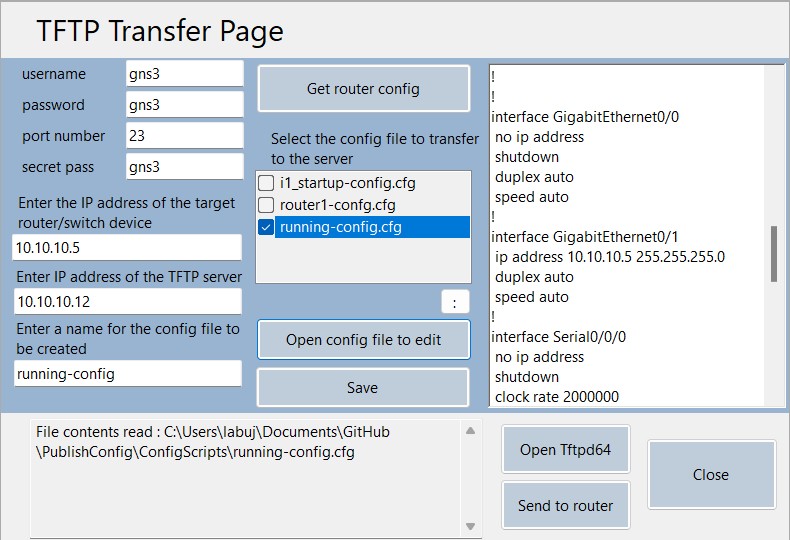 TFTP Transfer Page
username
gns3
password
gns3
port number
23
secret pass
gns3
Enter the IP address of the target
router/switch device
10.10.10.5
Enter IP address of the TFTP server
10.10.10.12
Enter a name for the config file to
be created
running-config
Get router config
Select the config file to transfer
to the server
i1_startup-config.cfg
router1-confg.cfg
running-config.cfg
:
Open config file to edit
Save
!
!
interface GigabitEthernet0/0
no ip address
shutdown
duplex auto
speed auto
!
interface GigabitEthernet0/1
ip address 10.10.10.5 255.255.255.0
duplex auto
speed auto
!
interface Serial0/0/0
no ip address
shutdown
clock rate 2000000
File contents read : C:\Users\labuj\Documents\GitHub
\PublishConfig\ConfigScripts\running-config.cfg
Open Tftpd64
Send to router
Close